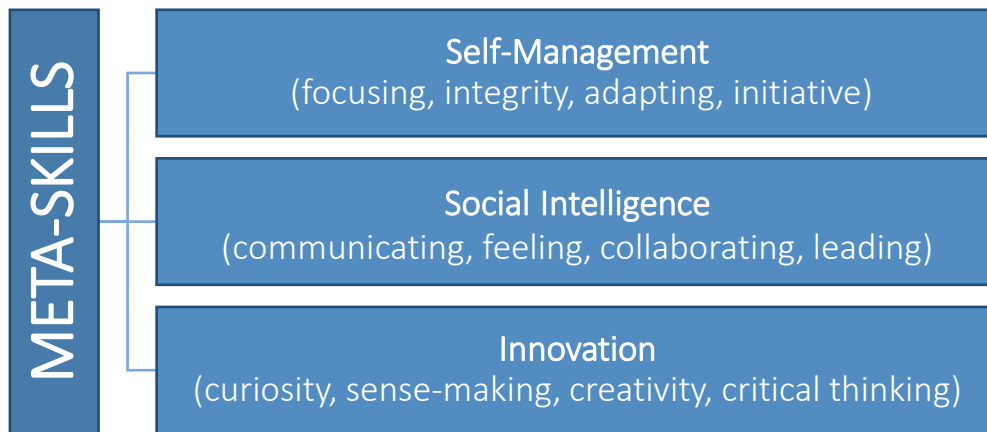 META-SKILLS
Self-Management
(focusing, integrity, adapting, initiative)
Social Intelligence
(communicating, feeling, collaborating, leading)
Innovation
(curiosity, sense-making, creativity, critical thinking)